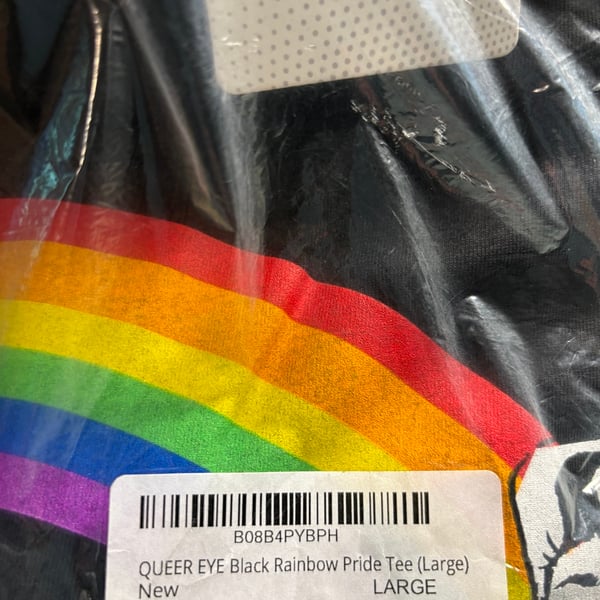 B08B4PYBPH
QUEER EYE Black Rainbow Pride Tee (Large)
New LARGE